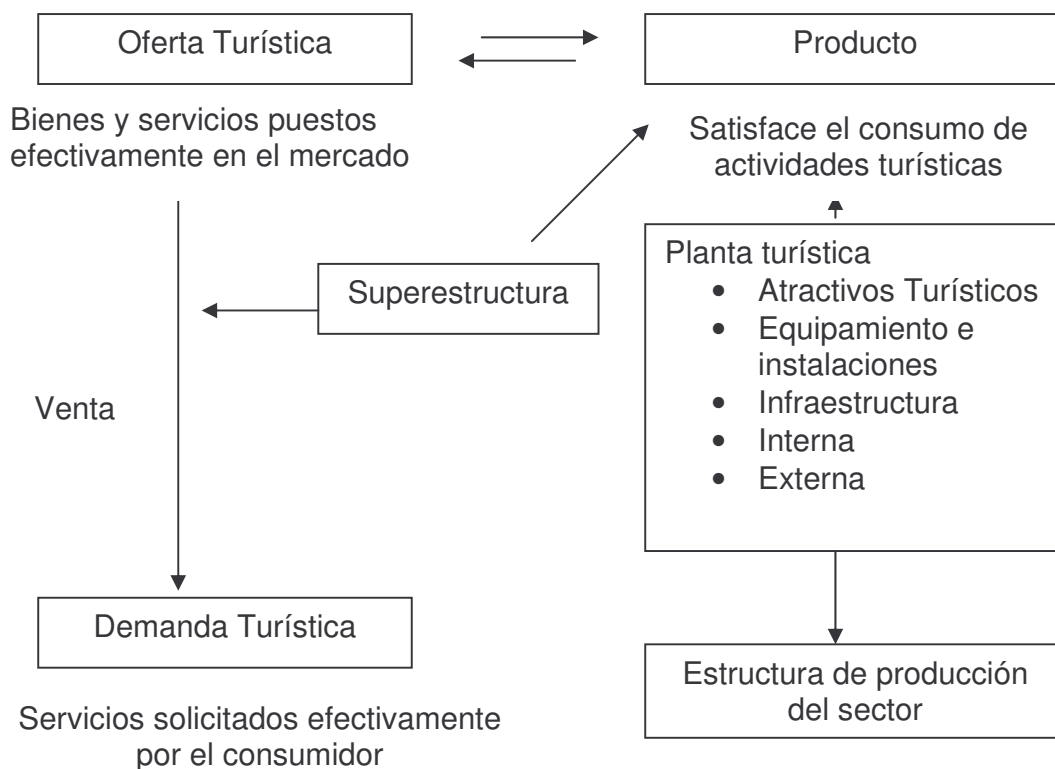 Oferta Turística
Producto
Bienes y servicios puestos
efectivamente en el mercado
Satisface el consumo de
actividades turísticas
Superestructura
Planta turística
• Atractivos Turísticos
• Equipamiento e
instalaciones
• Infraestructura
• Interna
• Externa
Venta
Demanda Turística
Servicios solicitados efectivamente
por el consumidor
Estructura de producción
del sector